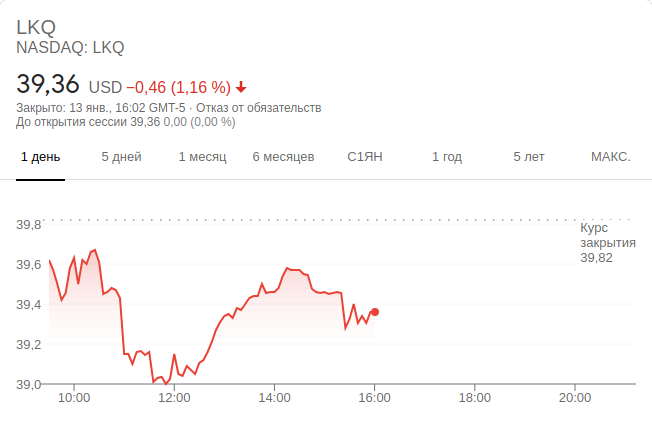 LKQ
NASDAQ: LKQ
39,36 USD −0,46 (1,16 %)
Закрыто: 13 янв., 16:02 GMT-5 · Отказ от обязательств
До открытия сессии 39,36 0,00 (0,00 %)
1 день 5 дней 1 месяц 6 месяцев С1ЯН 1 год 5 лет МАКС.
39,8
Курс
закрытия
39,82
39,6
39,4
39,2
39,0
10:00 12:00 14:00 16:00 18:00 20:00